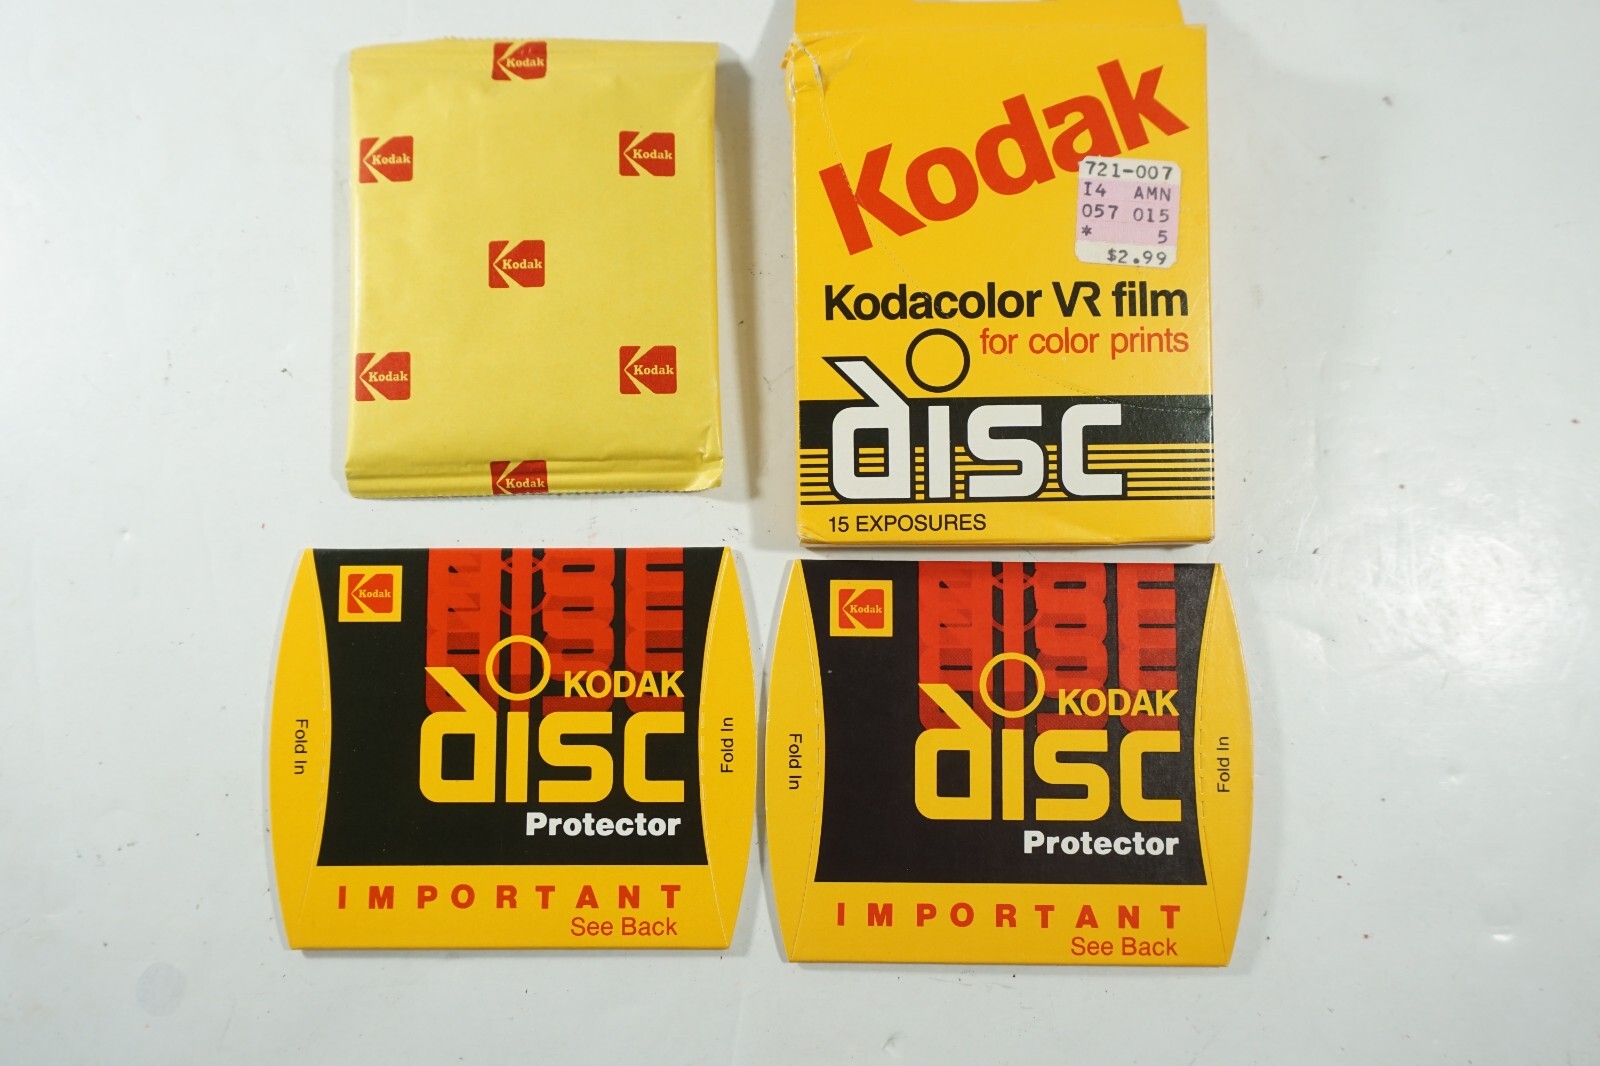 Kodak
Kodak
Kodak
Kodak
Kodak
Kodak
Kodak
Kodak
721-007
I4 AMN
057 015
* 5
$2.99
Kodacolor VR film
for color prints
disc
15 EXPOSURES
Kodak
KODAK
disc
Protector
Fold In
Fold In
IMPORTANT
See Back
Kodak
KODAK
disc
Protector
Fold In
Fold In
IMPORTANT
See Back